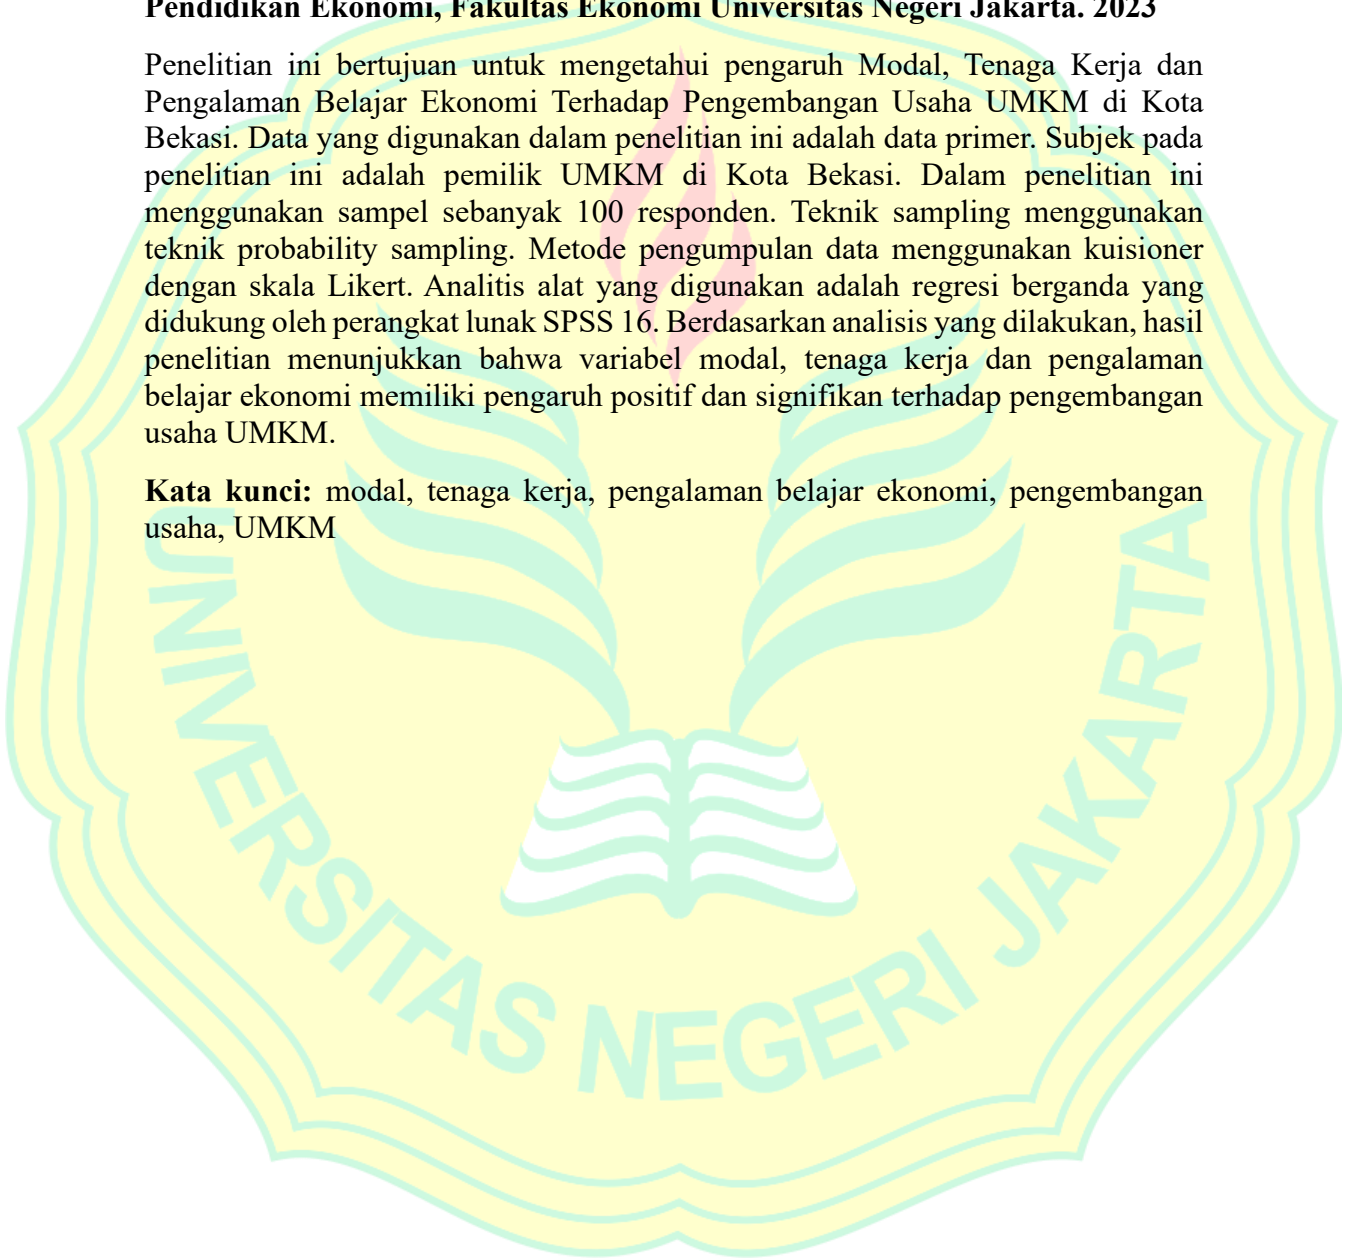 Pendidikan Ekonomi, Fakultas Ekonomi Universitas Negeri Jakarta. 2023
Penelitian ini bertujuan untuk mengetahui pengaruh Modal, Tenaga Kerja dan
Pengalaman Belajar Ekonomi Terhadap Pengembangan Usaha UMKM di Kota
Bekasi. Data yang digunakan dalam penelitian ini adalah data primer. Subjek pada
penelitian ini adalah pemilik UMKM di Kota Bekasi. Dalam penelitian ini
menggunakan sampel sebanyak 100 responden. Teknik sampling menggunakan
teknik probability sampling. Metode pengumpulan data menggunakan kuisioner
dengan skala Likert. Analitis alat yang digunakan adalah regresi berganda yang
didukung oleh perangkat lunak SPSS 16. Berdasarkan analisis yang dilakukan, hasil
penelitian menunjukkan bahwa variabel modal, tenaga kerja dan pengalaman
belajar ekonomi memiliki pengaruh positif dan signifikan terhadap pengembangan
usaha UMKM.
Kata kunci: modal, tenaga kerja, pengalaman belajar ekonomi, pengembangan
usaha, UMKM
UNIVERSITAS NEGERI JAKARTA